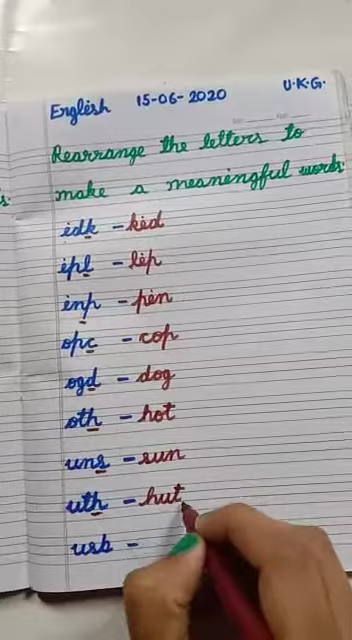 English 15-06-2020 U.K.G.
Rearrange the letters to
make a meaningful words.
idk - kid
ipl - lip
inp - pin
opc - cop
ogd - dog
oth - hot
uns - sun
uth - hut
usb -